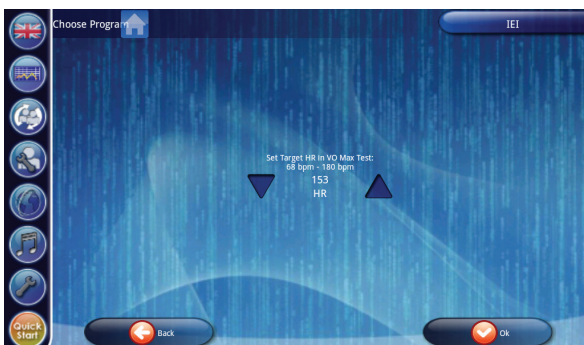 Choose Program
IEI
Set Target HR In VO Max Test:
68 bpm - 180 bpm
153
HR
Back
Ok
Quick
Start